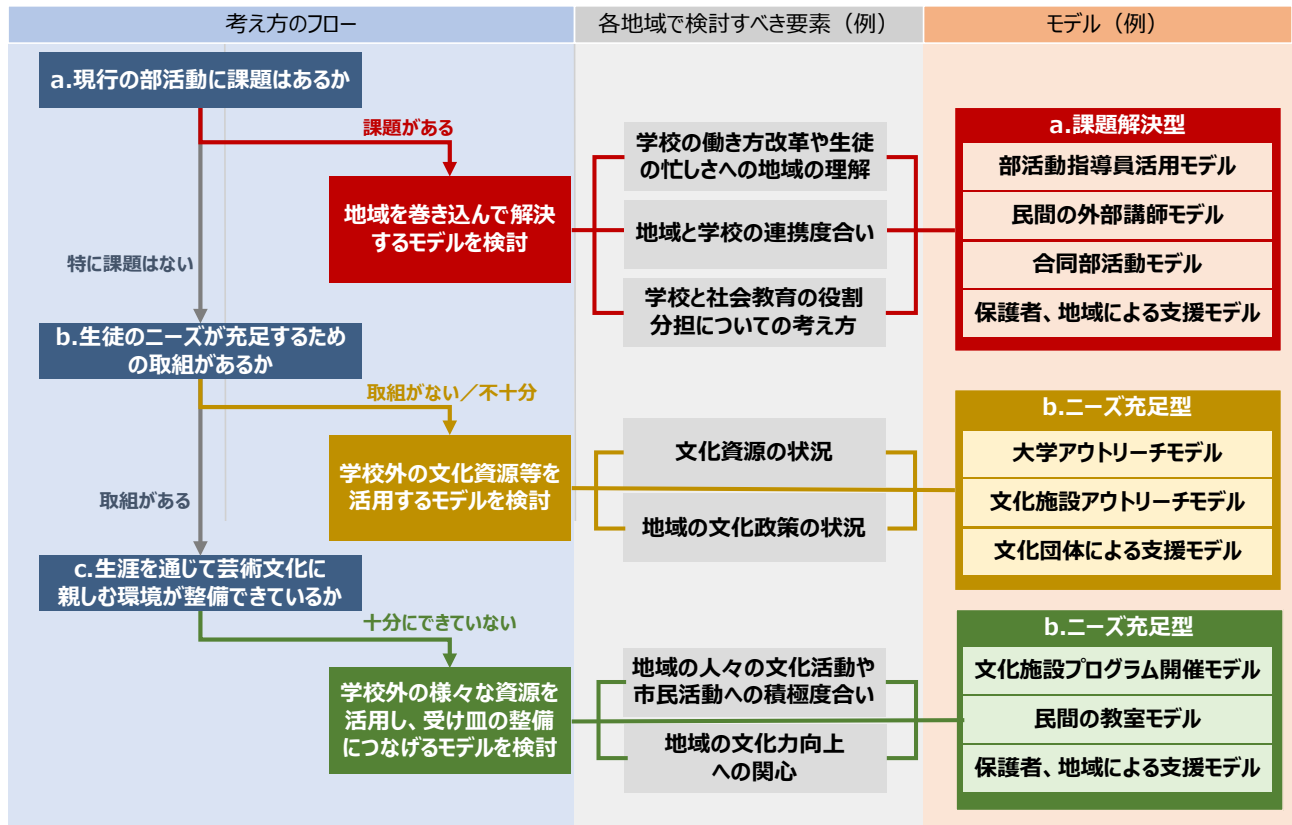 考え方のフロー
各地域で検討すべき要素（例）
モデル（例）
a.現行の部活動に課題はあるか
課題がある
地域を巻き込んで解決
するモデルを検討
特に課題はない
学校の働き方改革や生徒
の忙しさへの地域の理解
地域と学校の連携度合い
学校と社会教育の役割
分担についての考え方
a.課題解決型
部活動指導員活用モデル
民間の外部講師モデル
合同部活動モデル
保護者、地域による支援モデル
b.生徒のニーズが充足するため
の取組があるか
取組がない／不十分
学校外の文化資源等を
活用するモデルを検討
取組がある
文化資源の状況
地域の文化政策の状況
b.ニーズ充足型
大学アウトリーチモデル
文化施設アウトリーチモデル
文化団体による支援モデル
c.生涯を通じて芸術文化に
親しむ環境が整備できているか
十分にできていない
学校外の様々な資源を
活用し、受け皿の整備
につなげるモデルを検討
地域の人々の文化活動や
市民活動への積極度合い
地域の文化力向上
への関心
b.ニーズ充足型
文化施設プログラム開催モデル
民間の教室モデル
保護者、地域による支援モデル